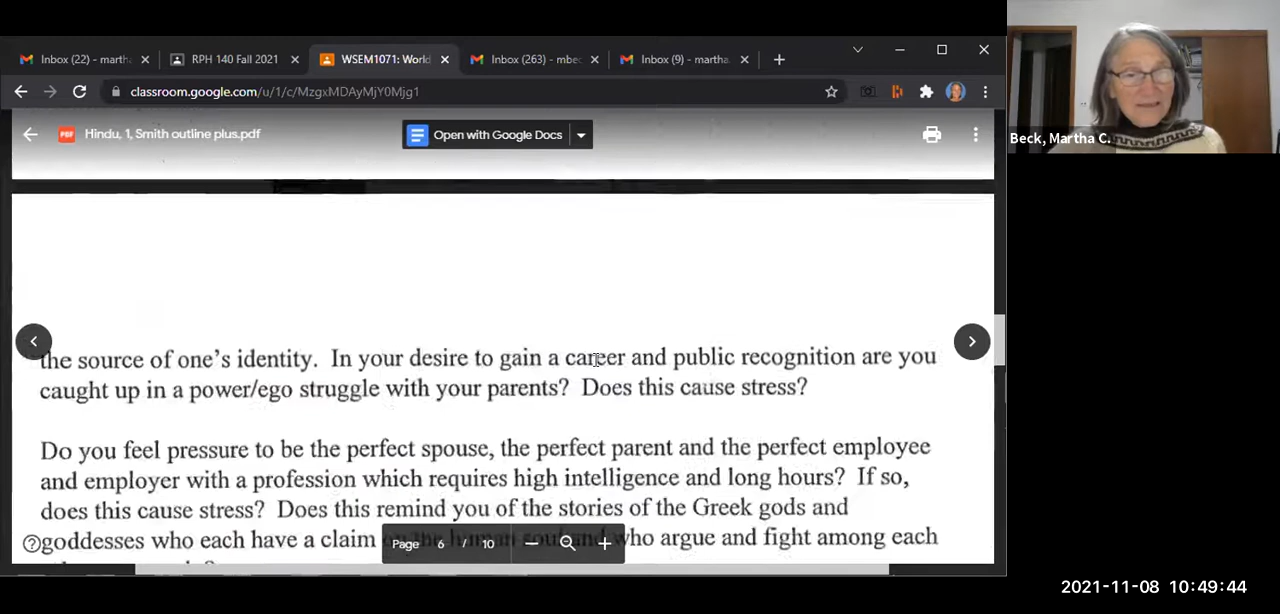 Inbox (22) - marth
RPH 140 Fall 2021
WSEM1071: World
Inbox (263) - mbec
Inbox (9) - martha.
classroom.google.com/u/1/c/MzgxMDAyMjY0Mjg1
Hindu, 1, Smith outline plus.pdf
Open with Google Docs
Beck, Martha C.
the source of one's identity. In your desire to gain a career and public recognition are you
caught up in a power/ego struggle with your parents? Does this cause stress?
Do you feel pressure to be the perfect spouse, the perfect parent and the perfect employee
and employer with a profession which requires high intelligence and long hours? If so,
does this cause stress? Does this remind you of the stories of the Greek gods and
goddesses who each have a claim on the human soul and who argue and fight among each
Page 6 / 10
2021-11-08 10:49:44